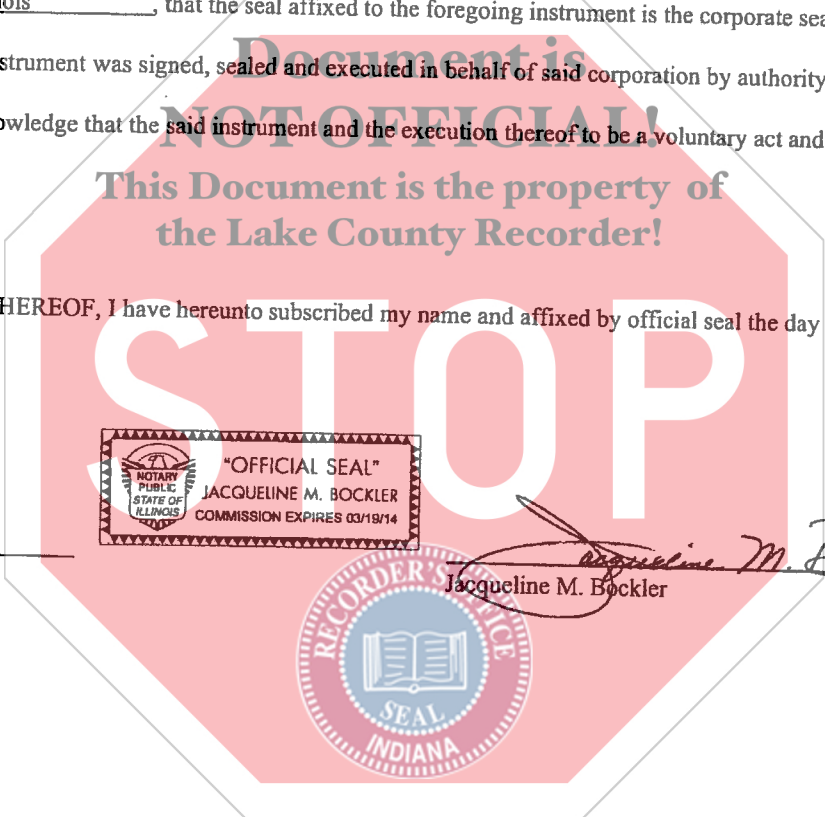 ois________, that the seal affixed to the foregoing instrument is the corporate sea
Document is
strument was signed, sealed and executed in behalf of said corporation by authority
NOT OFFICIAL!
owledge that the said instrument and the execution thereof to be a voluntary act and
This Document is the property of
the Lake County Recorder!
HEREOF, I have hereunto subscribed my name and affixed by official seal the day
STOP
"OFFICIAL SEAL"
NOTARY
PUBLIC
STATE OF
ILLINOIS
JACQUELINE M. BOCKLER
COMMISSION EXPIRES 03/19/14
Jacqueline M. B
Jacqueline M. Bockler
RECORDER'S OFFICE
SEAL
INDIANA